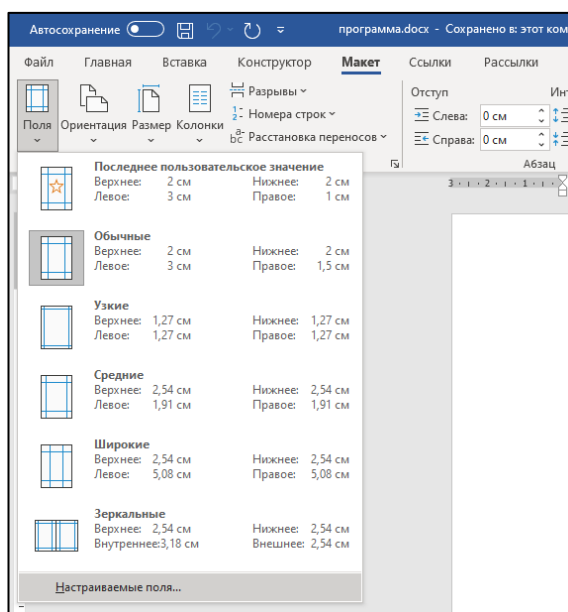 Автосохранение программа.docx - Сохранено в: этот ком
Файл Главная Вставка Конструктор Макет Ссылки Рассылки
Поля Ориентация Размер Колонки
Разрывы
Номера строк
Расстановка переносов
Отступ Инт
Слева: 0 см
Справа: 0 см
Абзац
3 2 1
Последнее пользовательское значение
Верхнее: 2 см Нижнее: 2 см
Левое: 3 см Правое: 1 см
Обычные
Верхнее: 2 см Нижнее: 2 см
Левое: 3 см Правое: 1,5 см
Узкие
Верхнее: 1,27 см Нижнее: 1,27 см
Левое: 1,27 см Правое: 1,27 см
Средние
Верхнее: 2,54 см Нижнее: 2,54 см
Левое: 1,91 см Правое: 1,91 см
Широкие
Верхнее: 2,54 см Нижнее: 2,54 см
Левое: 5,08 см Правое: 5,08 см
Зеркальные
Верхнее: 2,54 см Нижнее: 2,54 см
Внутреннее:3,18 см Внешнее: 2,54 см
Настраиваемые поля...